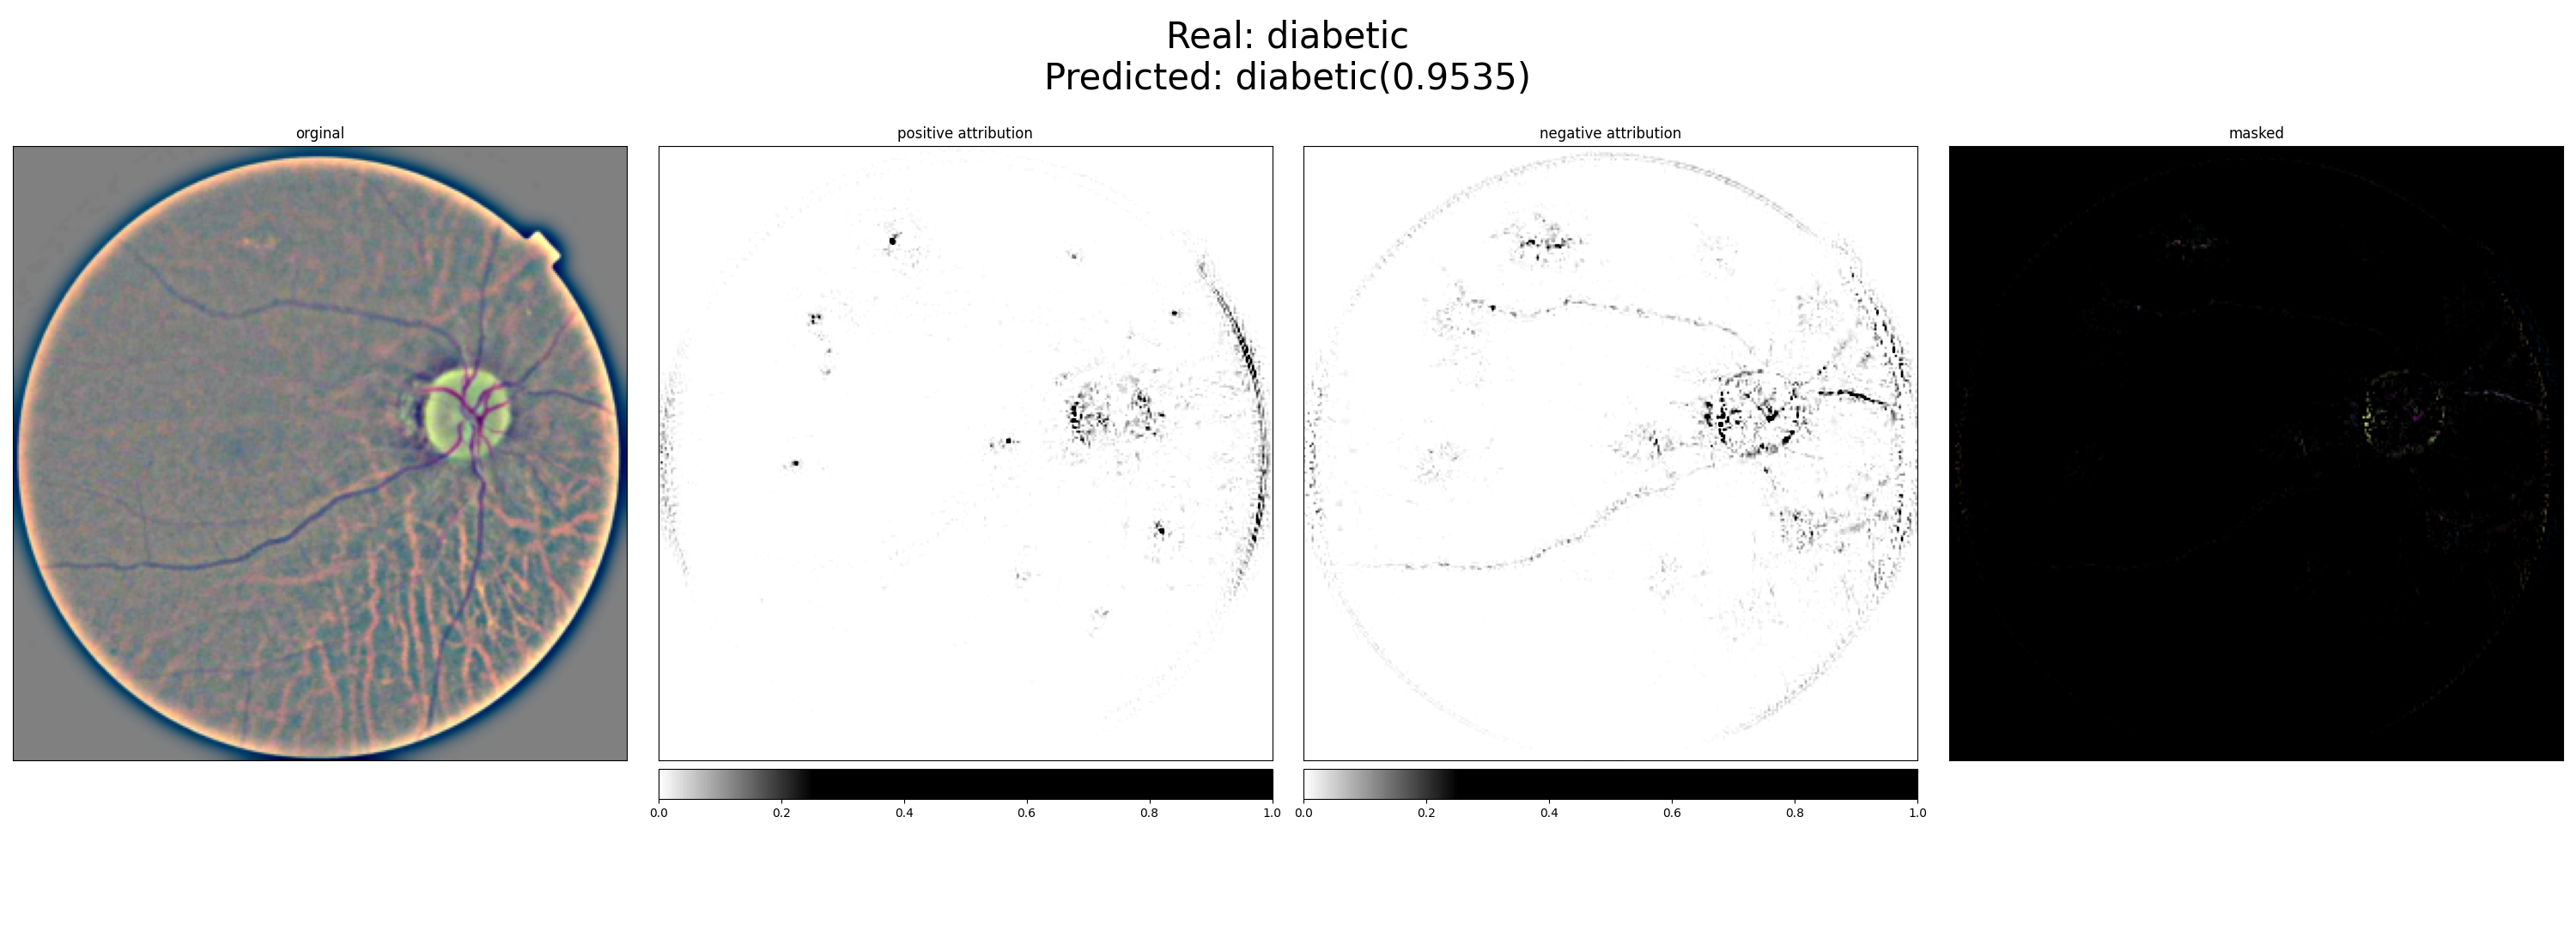 Real: diabetic
Predicted: diabetic(0.9535)
orginal
positive attribution
negative attribution
masked
0.0 0.2 0.4 0.6 0.8 1.0
0.0 0.2 0.4 0.6 0.8 1.0